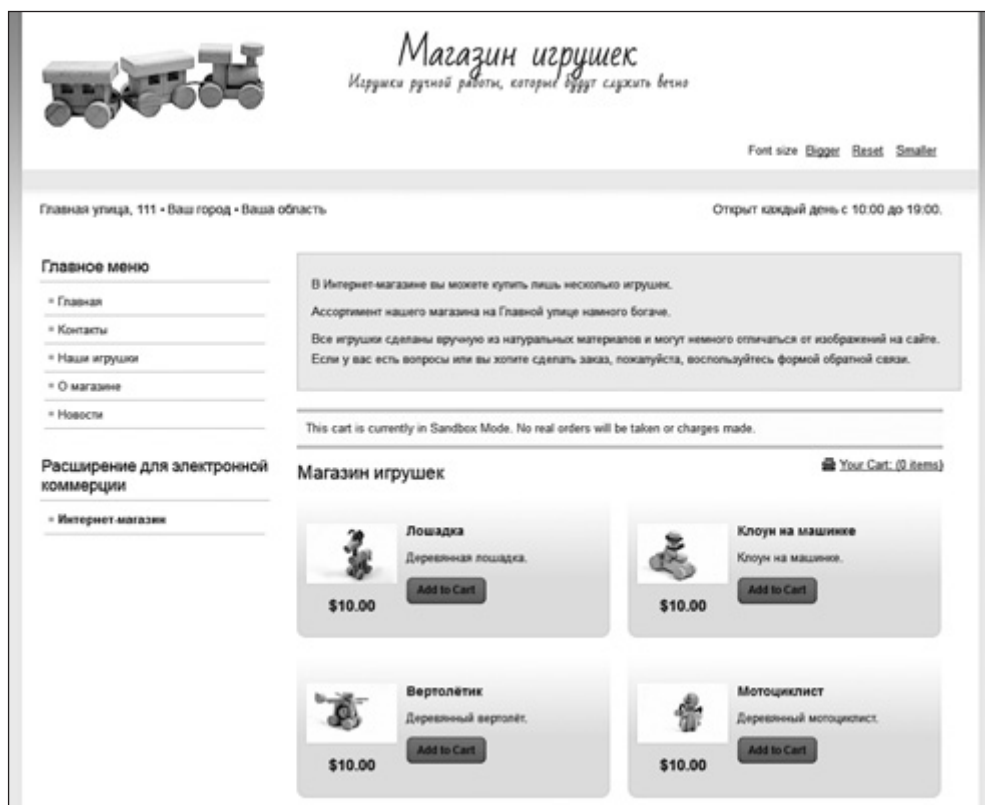 Магазин игрушек
Игрушки ручной работы, которые будут служить вечно
Font size Bigger Reset Smaller
Главная улица, 111 • Ваш город • Ваша область
Открыт каждый день с 10:00 до 19:00.
Главное меню
Главная
Контакты
Наши игрушки
О магазине
Новости
Расширение для электронной
коммерции
Интернет-магазин
В Интернет-магазине вы можете купить лишь несколько игрушек.
Ассортимент нашего магазина на Главной улице намного богаче.
Все игрушки сделаны вручную из натуральных материалов и могут немного отличаться от изображений на сайте.
Если у вас есть вопросы или вы хотите сделать заказ, пожалуйста, воспользуйтесь формой обратной связи.
This cart is currently in Sandbox Mode. No real orders will be taken or charges made.
Магазин игрушек
Your Cart: (0 items)
Лошадка
Деревянная лошадка.
Add to Cart
$10.00
Клоун на машинке
Клоун на машинке.
Add to Cart
$10.00
Вертолётик
Деревянный вертолёт.
Add to Cart
$10.00
Мотоциклист
Деревянный мотоциклист.
Add to Cart
$10.00